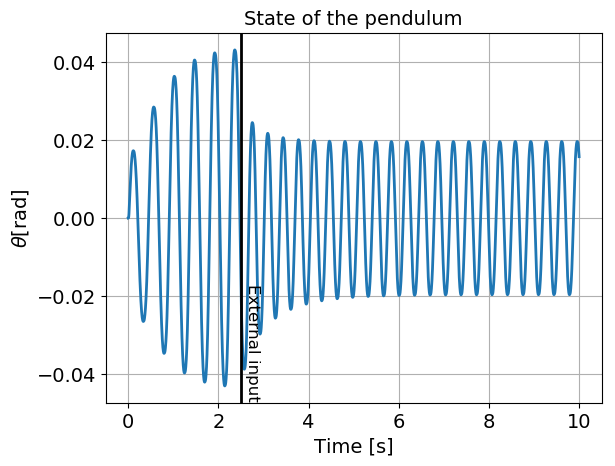 State of the pendulum
θ[rad]
0.04
0.02
0.00
−0.02
−0.04
External input
0
2
4
6
8
10
Time [s]